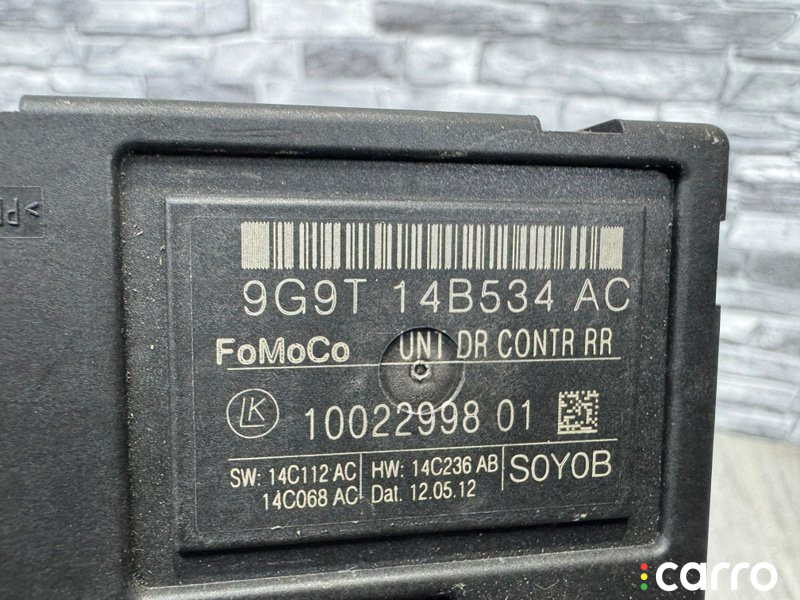 9G9T 14B534 AC
FoMoCo UNI DR CONTR RR
LK 10022998 01
SW: 14C112 AC HW: 14C236 AB S0Y0B
14C068 AC Dat. 12.05.12
carro